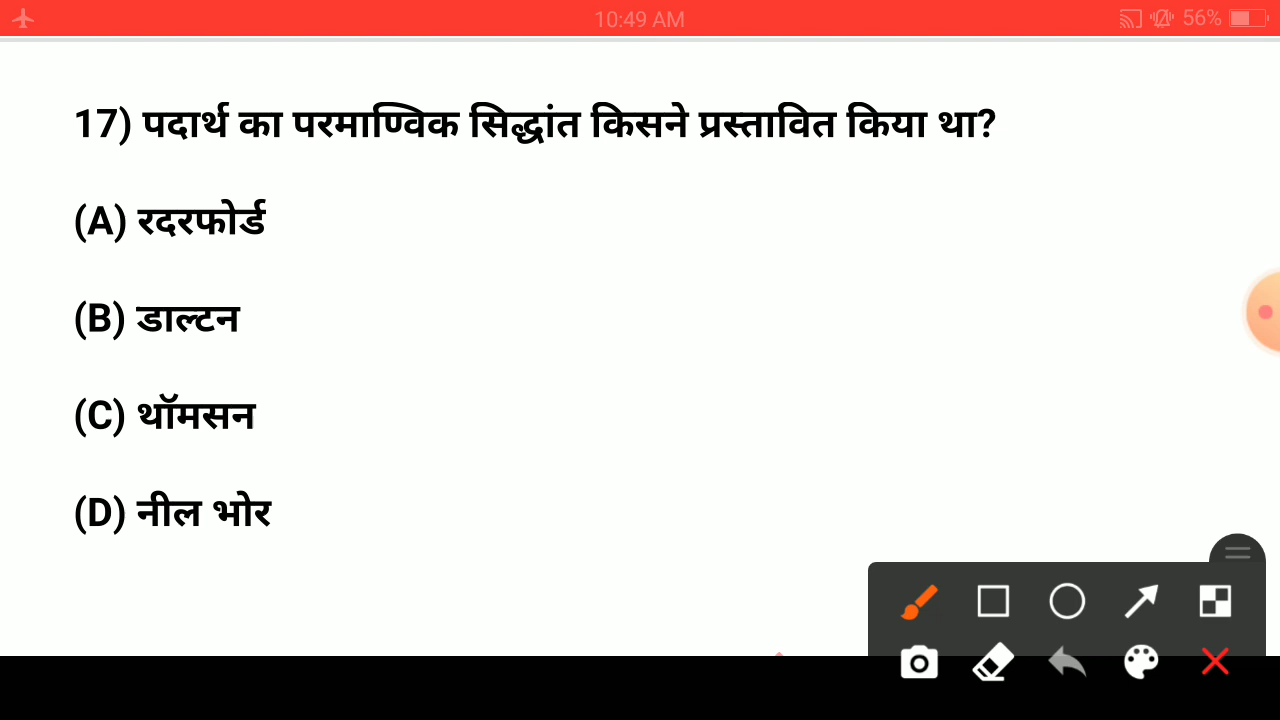 10:49 AM
56%
17) पदार्थ का परमाण्विक सिद्धांत किसने प्रस्तावित किया था?
(A) रदरफोर्ड
(B) डाल्टन
(C) थॉमसन
(D) नील भोर